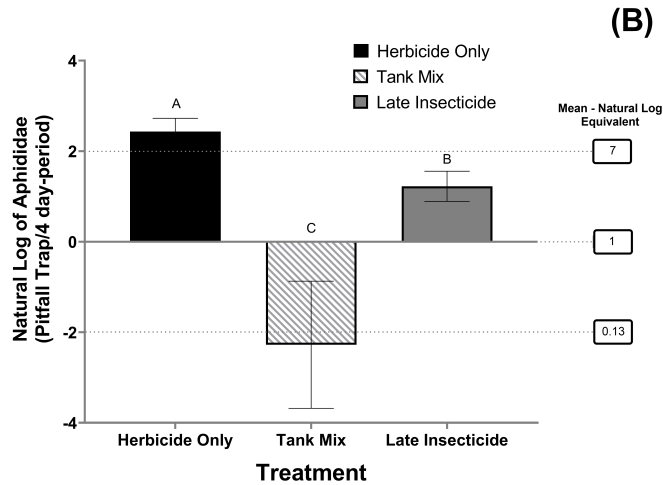 (B)
Herbicide Only
Tank Mix
Late Insecticide
Mean - Natural Log
Equivalent
Natural Log of Aphididae
(Pitfall Trap/4 day-period)
4
2
0
-2
-4
A
C
B
7
1
0.13
Herbicide Only
Tank Mix
Late Insecticide
Treatment